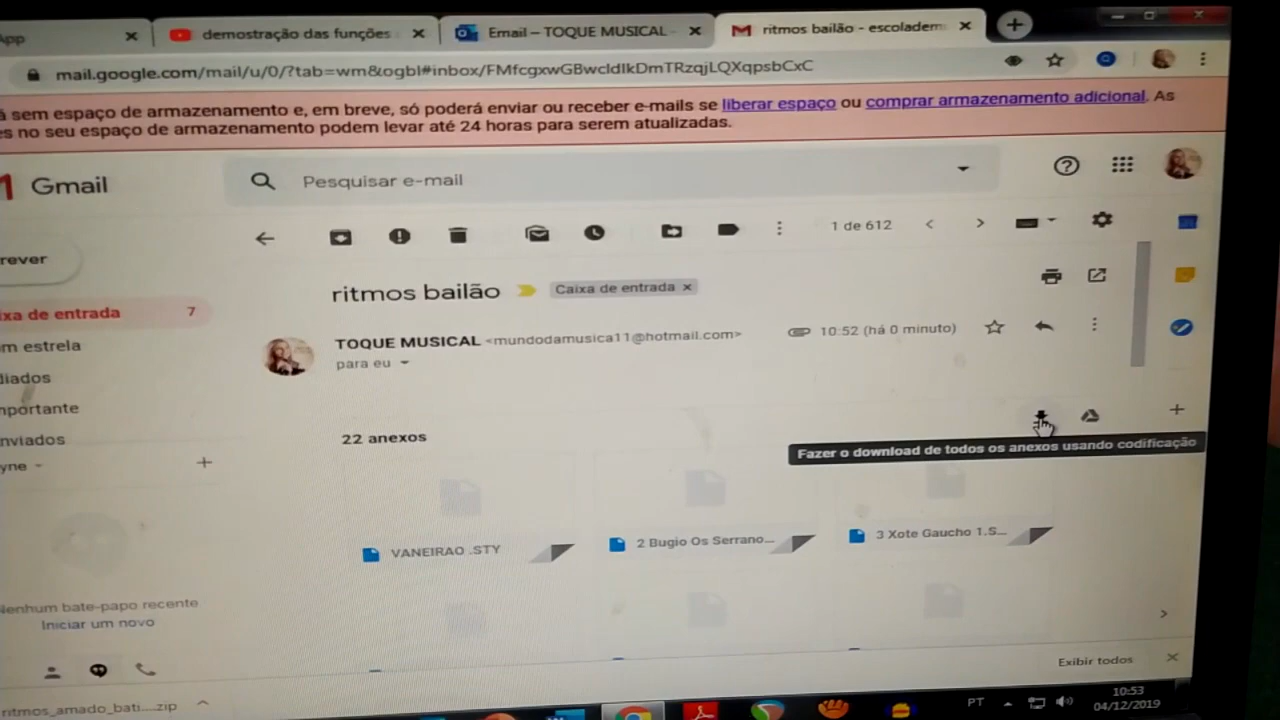 App
demostração das funções
Email – TOQUE MUSICAL -
ritmos bailão - escoladem
mail.google.com/mail/u/0/?tab=wm&ogbl#inbox/FMfcgxwGBwcldIkDmTRzqjLQXqpsbCxC
á sem espaço de armazenamento e, em breve, só poderá enviar ou receber e-mails se liberar espaço ou comprar armazenamento adicional. As
es no seu espaço de armazenamento podem levar até 24 horas para serem atualizadas.
Gmail
Pesquisar e-mail
1 de 612
rever
ritmos bailão
Caixa de entrada ×
ixa de entrada 7
TOQUE MUSICAL <mundodamusica11@hotmail.com>
10:52 (há 0 minuto)
para eu
m estrela
diados
mportante
nviados
yne
22 anexos
Fazer o download de todos os anexos usando codificação
VANEIRAO .STY
2 Bugio Os Serrano...
3 Xote Gaucho 1.S...
Nenhum bate-papo recente
Iniciar um novo
Exibir todos
ritmos_amado_bati....zip
PT
10:53
04/12/2019